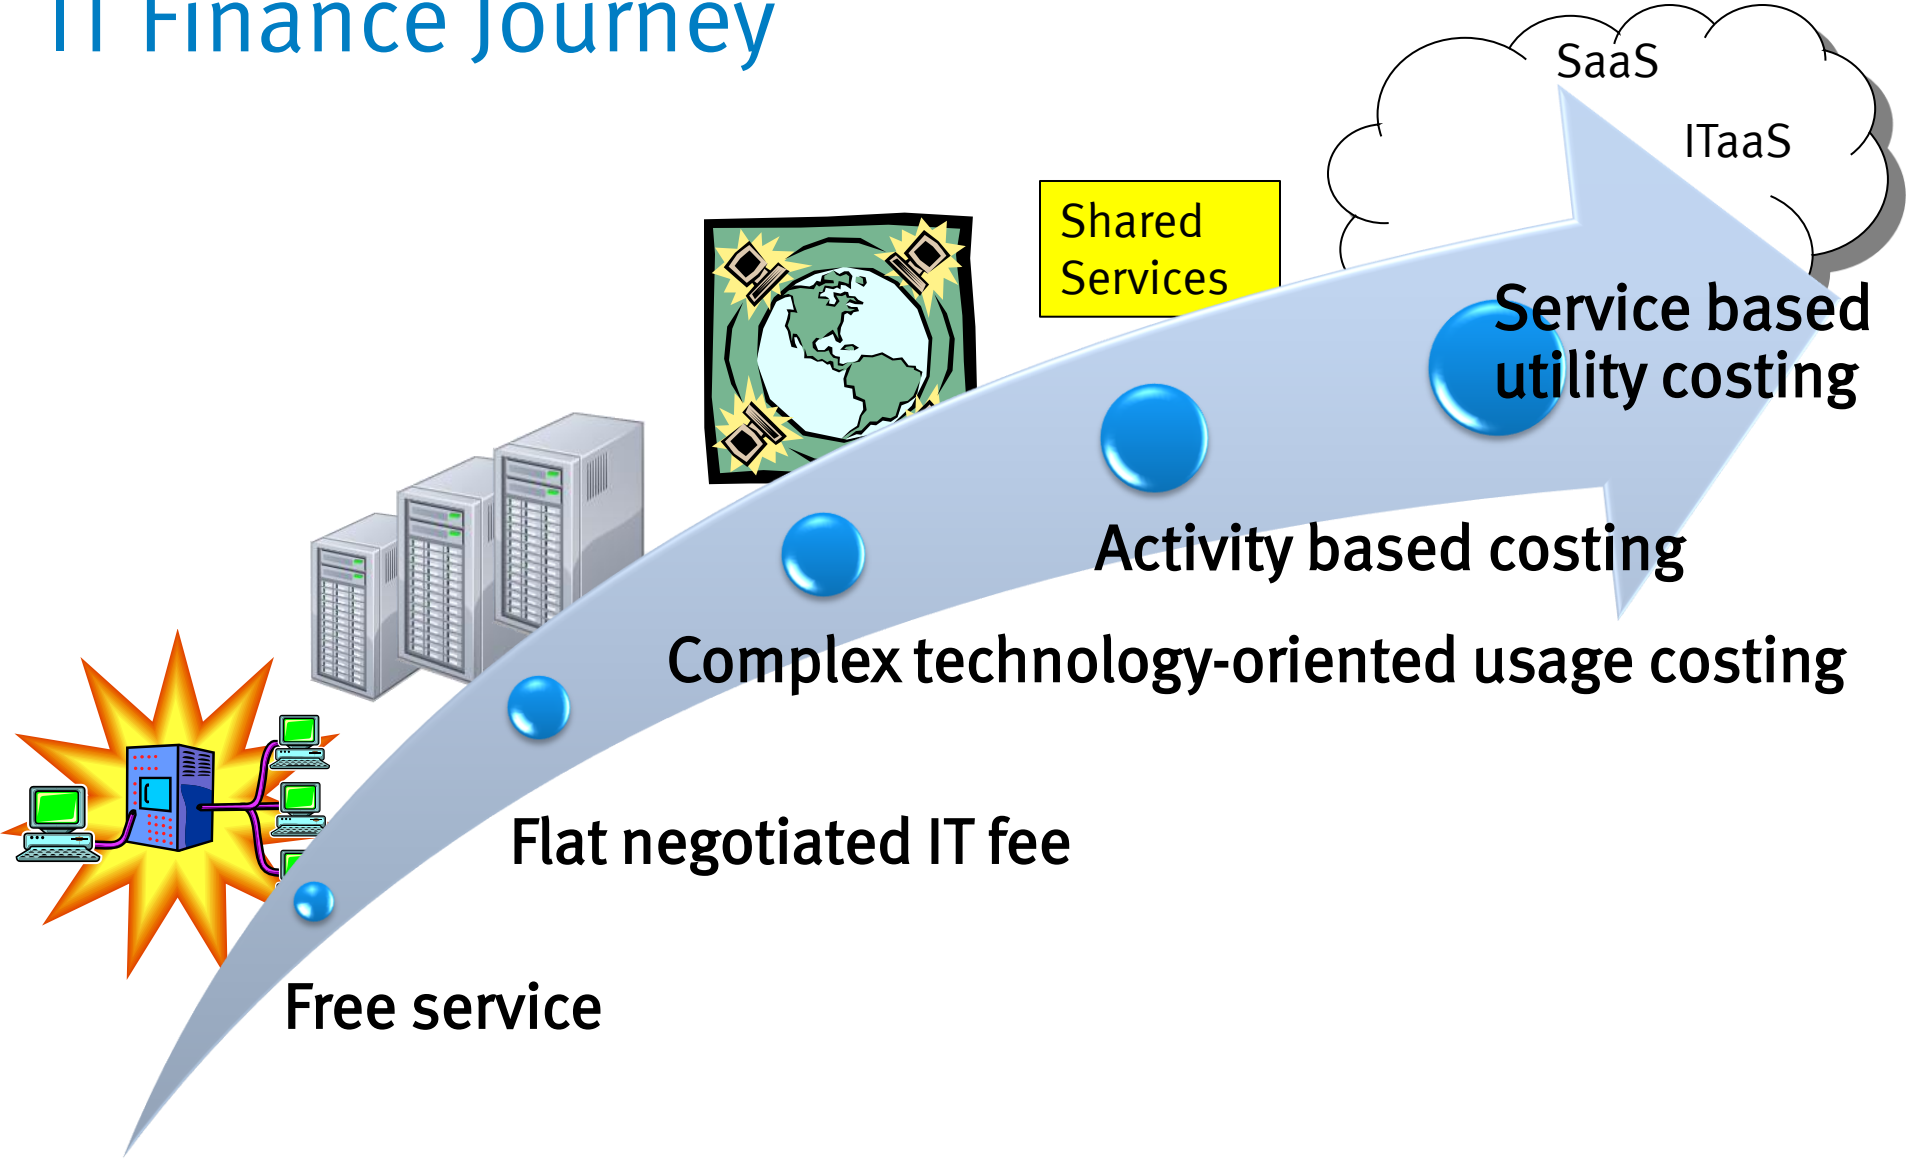 IT Finance Journey
SaaS
ITaaS
Shared
Services
Service based
utility costing
Activity based costing
Complex technology-oriented usage costing
Flat negotiated IT fee
Free service